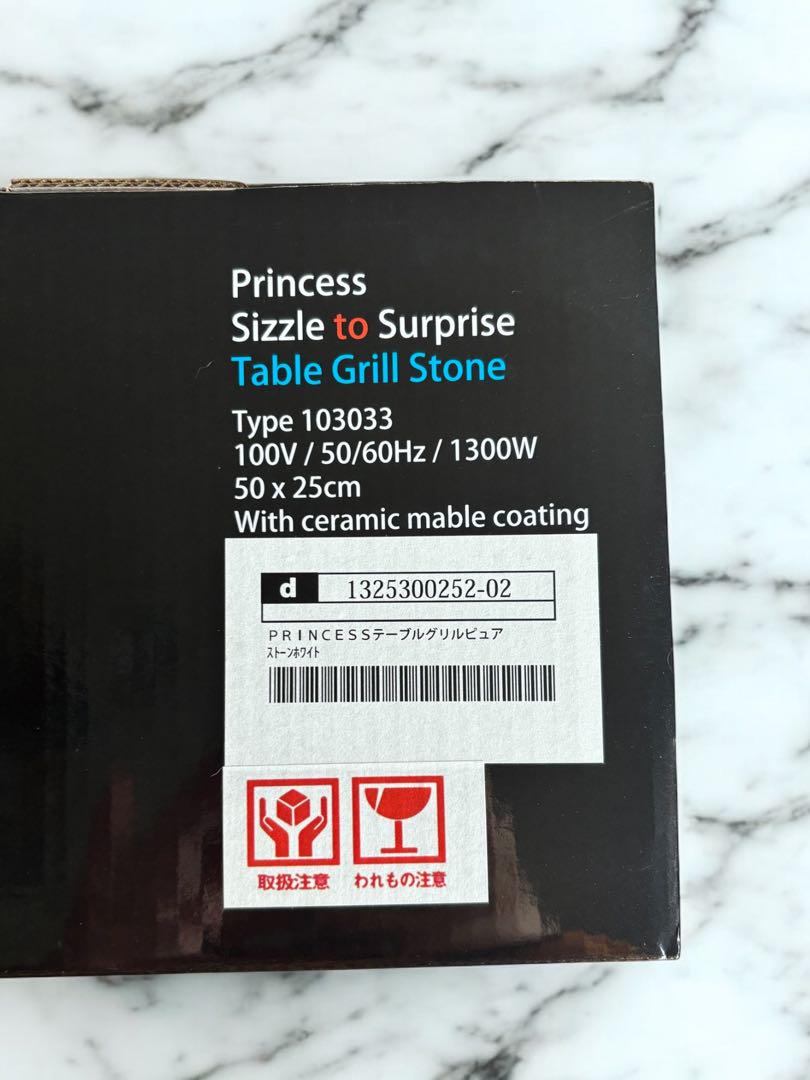 Princess
Sizzle to Surprise
Table Grill Stone
Type 103033
100V / 50/60Hz / 1300W
50 x 25cm
With ceramic mable coating
d 1325300252-02
ＰＲＩＮＣＥＳＳテーブルグリルピュア
ｽﾄｰﾝﾎﾜｲﾄ
取扱注意 われもの注意